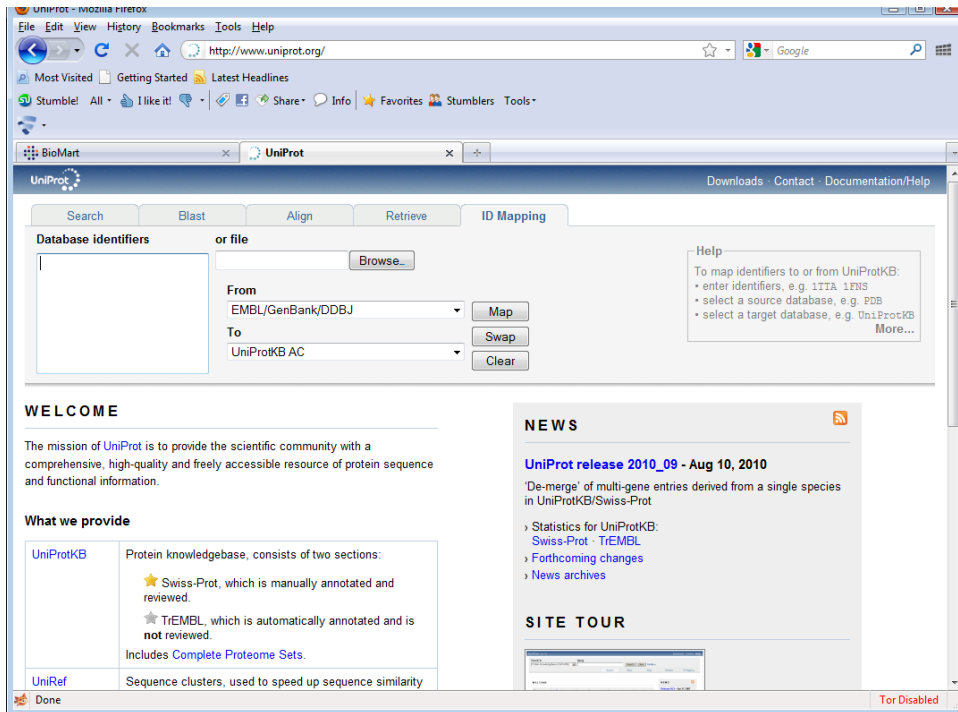 UniProt - Mozilla Firefox
File Edit View History Bookmarks Tools Help
http://www.uniprot.org/
Google
Most Visited Getting Started Latest Headlines
Stumble! All I like it! Share Info Favorites Stumblers Tools
BioMart
UniProt
UniProt
Downloads · Contact · Documentation/Help
Search Blast Align Retrieve ID Mapping
Database identifiers
or file
Browse...
From
EMBL/GenBank/DDBJ
Map
To
Swap
UniProtKB AC
Clear
Help
To map identifiers to or from UniProtKB:
• enter identifiers, e.g. 1TTA 1FNS
• select a source database, e.g. PDB
• select a target database, e.g. UniProtKB
More...
WELCOME
The mission of UniProt is to provide the scientific community with a
comprehensive, high-quality and freely accessible resource of protein sequence
and functional information.
What we provide
UniProtKB
Protein knowledgebase, consists of two sections:
Swiss-Prot, which is manually annotated and
reviewed.
TrEMBL, which is automatically annotated and is
not reviewed.
Includes Complete Proteome Sets.
UniRef
Sequence clusters, used to speed up sequence similarity
NEWS
UniProt release 2010_09 - Aug 10, 2010
'De-merge' of multi-gene entries derived from a single species
in UniProtKB/Swiss-Prot
› Statistics for UniProtKB:
Swiss-Prot · TrEMBL
› Forthcoming changes
› News archives
SITE TOUR
Done
Tor Disabled